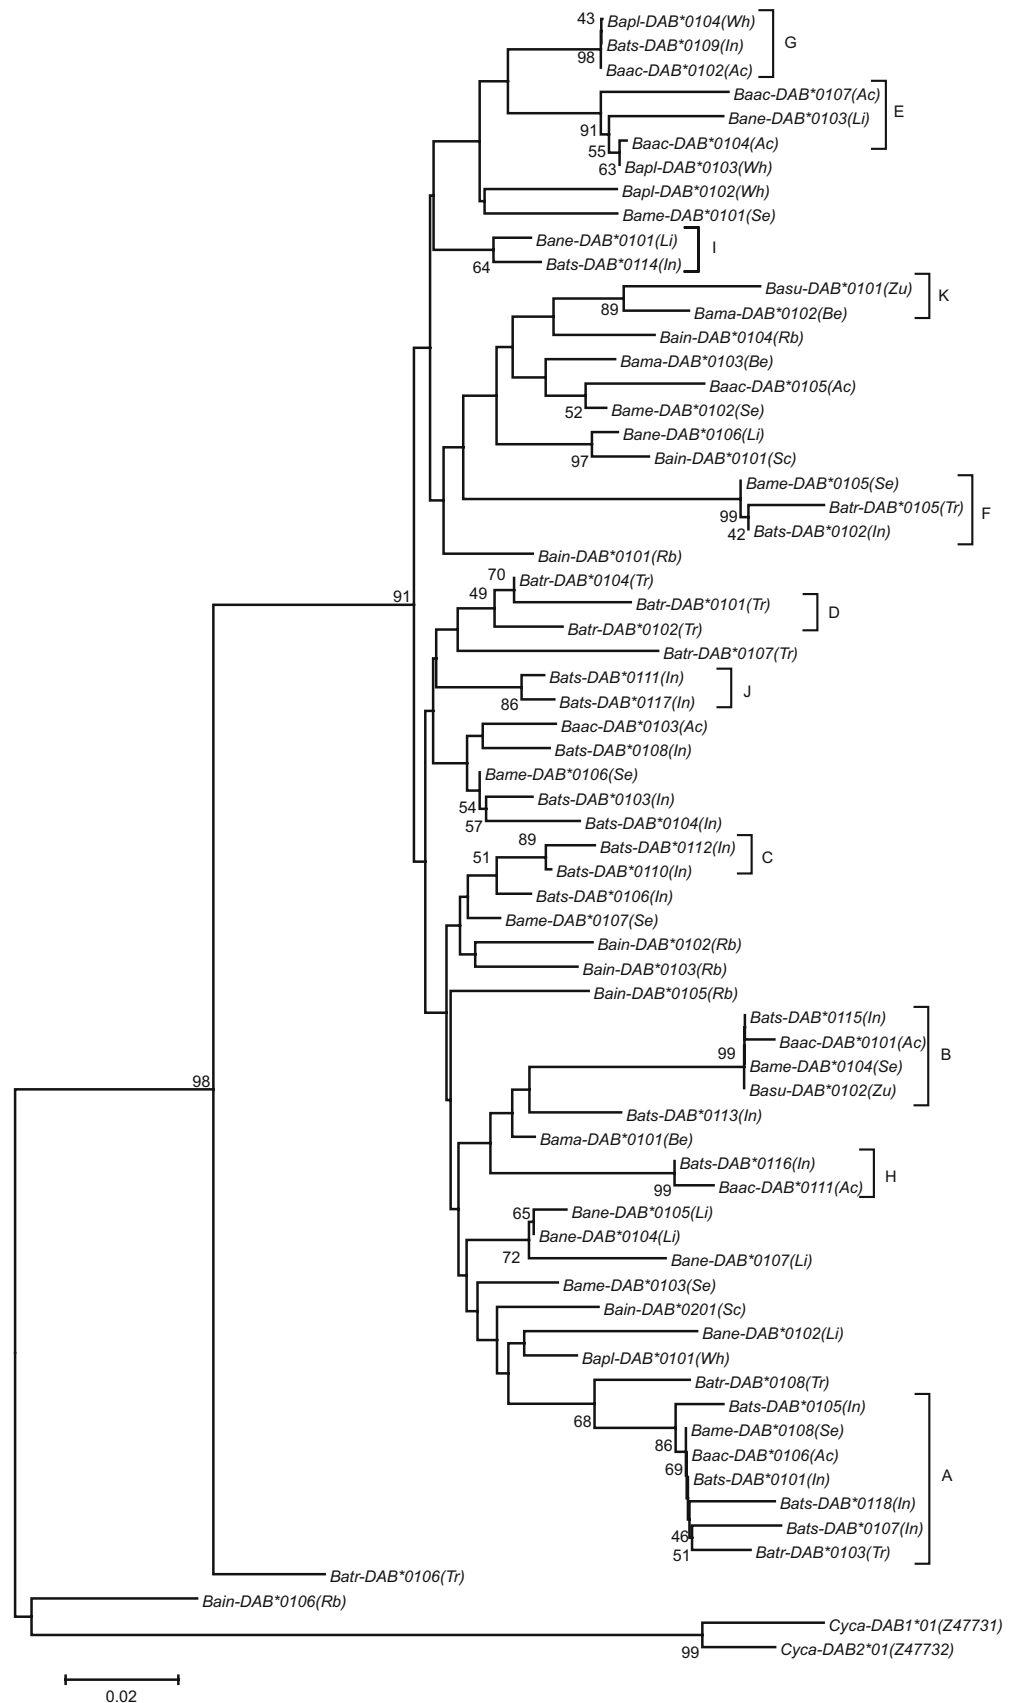 43
Bapl-DAB*0104(Wh)
Bats-DAB*0109(In)
G
98
Baac-DAB*0102(Ac)
Baac-DAB*0107(Ac)
E
Bane-DAB*0103(Li)
91
Baac-DAB*0104(Ac)
55
Bapl-DAB*0103(Wh)
63
Bapl-DAB*0102(Wh)
Bame-DAB*0101(Se)
Bane-DAB*0101(Li)
I
64
Bats-DAB*0114(In)
Basu-DAB*0101(Zu)
K
89
Bama-DAB*0102(Be)
Bain-DAB*0104(Rb)
Bama-DAB*0103(Be)
Baac-DAB*0105(Ac)
52
Bame-DAB*0102(Se)
Bane-DAB*0106(Li)
97
Bain-DAB*0101(Sc)
Bame-DAB*0105(Se)
Batr-DAB*0105(Tr)
F
99
42
Bats-DAB*0102(In)
Bain-DAB*0101(Rb)
70
Batr-DAB*0104(Tr)
91
49
Batr-DAB*0101(Tr)
D
Batr-DAB*0102(Tr)
Batr-DAB*0107(Tr)
Bats-DAB*0111(In)
J
86
Bats-DAB*0117(In)
Baac-DAB*0103(Ac)
Bats-DAB*0108(In)
Bame-DAB*0106(Se)
54
Bats-DAB*0103(In)
57
Bats-DAB*0104(In)
89
Bats-DAB*0112(In)
C
51
Bats-DAB*0110(In)
Bats-DAB*0106(In)
Bame-DAB*0107(Se)
Bain-DAB*0102(Rb)
Bain-DAB*0103(Rb)
Bain-DAB*0105(Rb)
Bats-DAB*0115(In)
Baac-DAB*0101(Ac)
B
99
Bame-DAB*0104(Se)
98
Basu-DAB*0102(Zu)
Bats-DAB*0113(In)
Bama-DAB*0101(Be)
Bats-DAB*0116(In)
H
99
Baac-DAB*0111(Ac)
65
Bane-DAB*0105(Li)
Bane-DAB*0104(Li)
72
Bane-DAB*0107(Li)
Bame-DAB*0103(Se)
Bain-DAB*0201(Sc)
Bane-DAB*0102(Li)
Bapl-DAB*0101(Wh)
Batr-DAB*0108(Tr)
68
Bats-DAB*0105(In)
Bame-DAB*0108(Se)
86
Baac-DAB*0106(Ac)
69
A
Bats-DAB*0101(In)
Bats-DAB*0118(In)
Bats-DAB*0107(In)
46
51
Batr-DAB*0103(Tr)
Batr-DAB*0106(Tr)
Bain-DAB*0106(Rb)
Cyca-DAB1*01(Z47731)
99
Cyca-DAB2*01(Z47732)
0.02